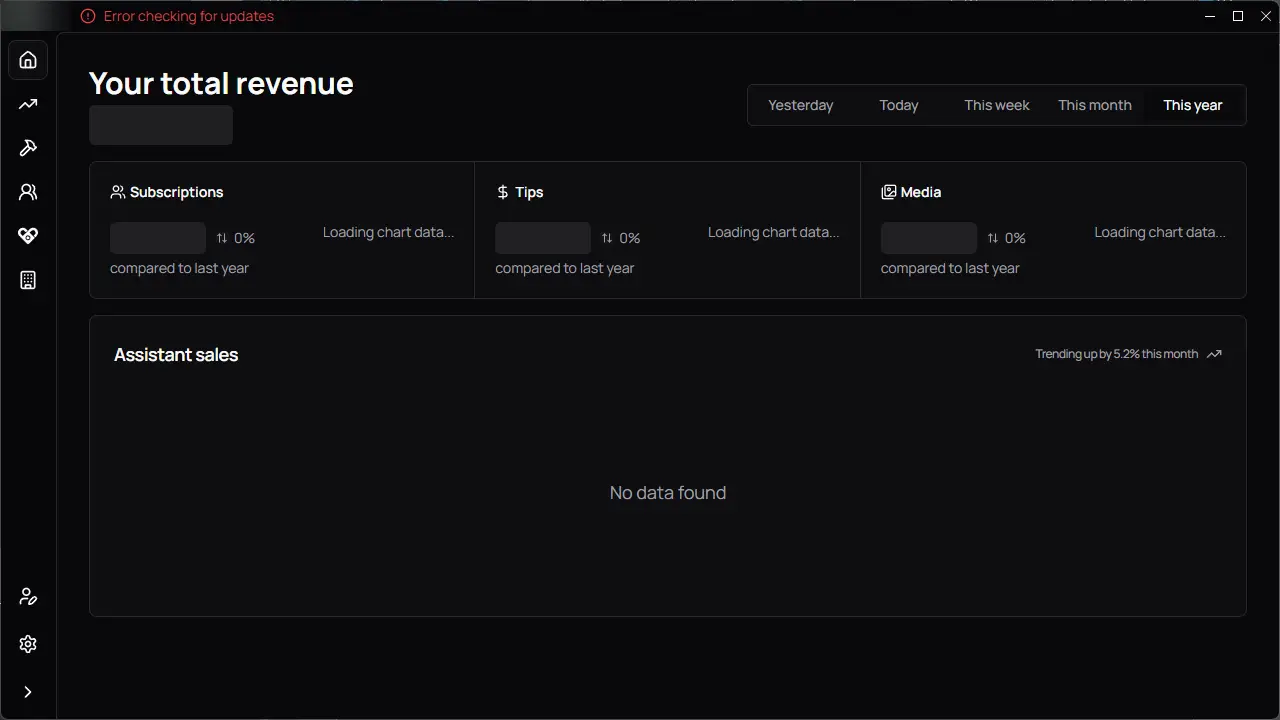 Error checking for updates
Your total revenue
Yesterday Today This week This month This year
Subscriptions
0%
Loading chart data...
compared to last year
Tips
0%
Loading chart data...
compared to last year
Media
0%
Loading chart data...
compared to last year
Assistant sales
Trending up by 5.2% this month
No data found